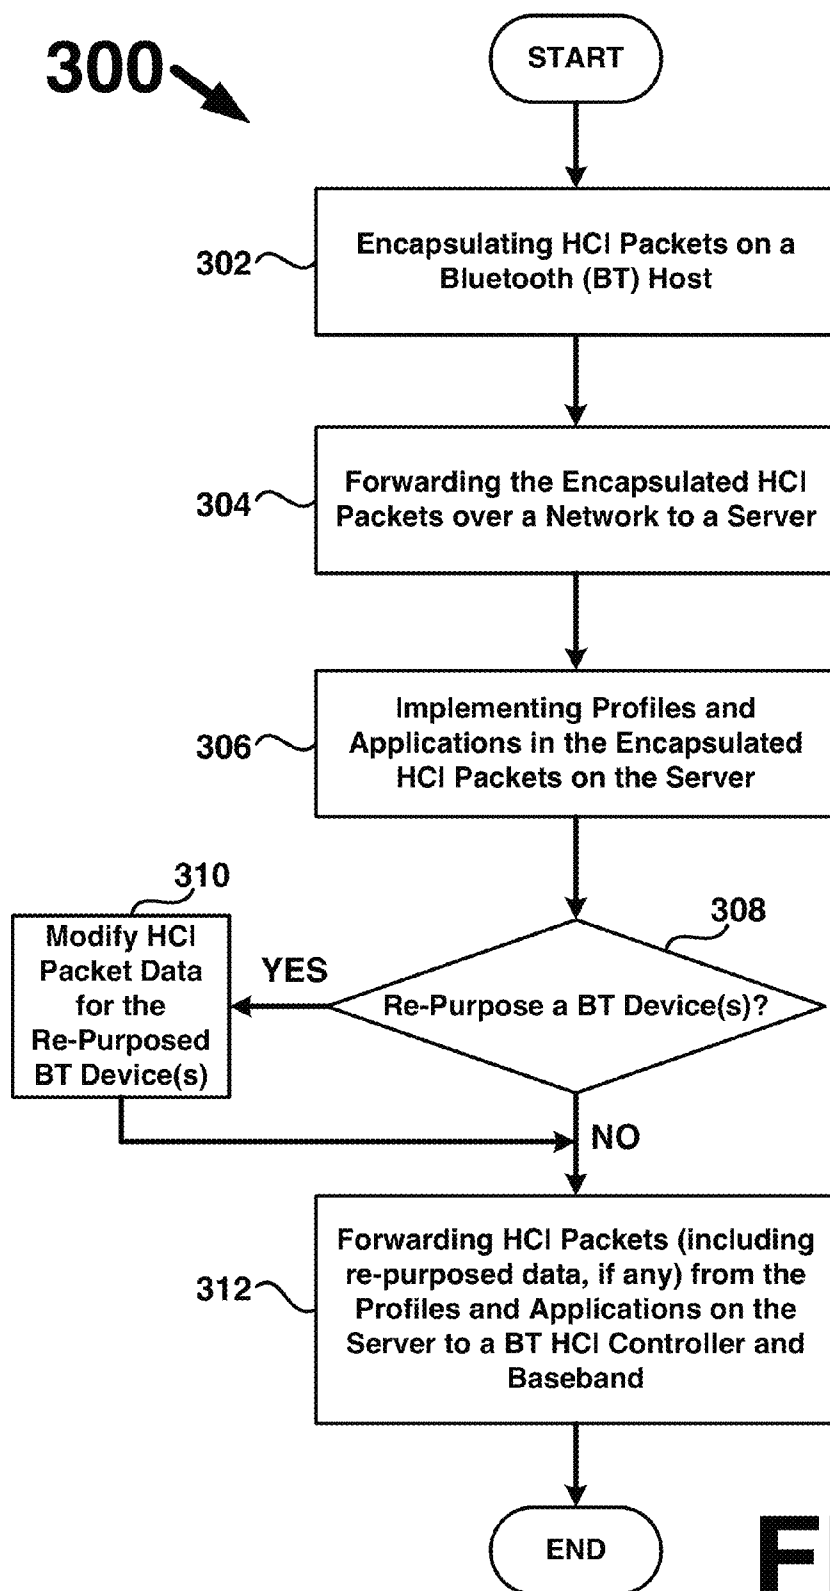 300
START
302
Encapsulating HCI Packets on a
Bluetooth (BT) Host
304
Forwarding the Encapsulated HCI
Packets over a Network to a Server
306
Implementing Profiles and
Applications in the Encapsulated
HCI Packets on the Server
310
308
Modify HCI
Packet Data
for the
Re-Purposed
BT Device(s)
YES
Re-Purpose a BT Device(s)?
NO
312
Forwarding HCI Packets (including
re-purposed data, if any) from the
Profiles and Applications on the
Server to a BT HCI Controller and
Baseband
END